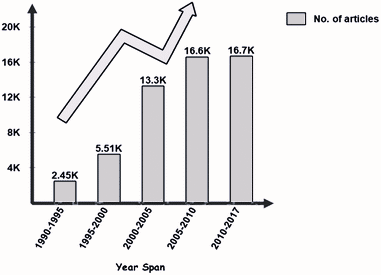 No. of articles
20K
16K
12K
8K
4K
2.45K
5.51K
13.3K
16.6K
16.7K
1990-1995
1995-2000
2000-2005
2005-2010
2010-2017
Year Span